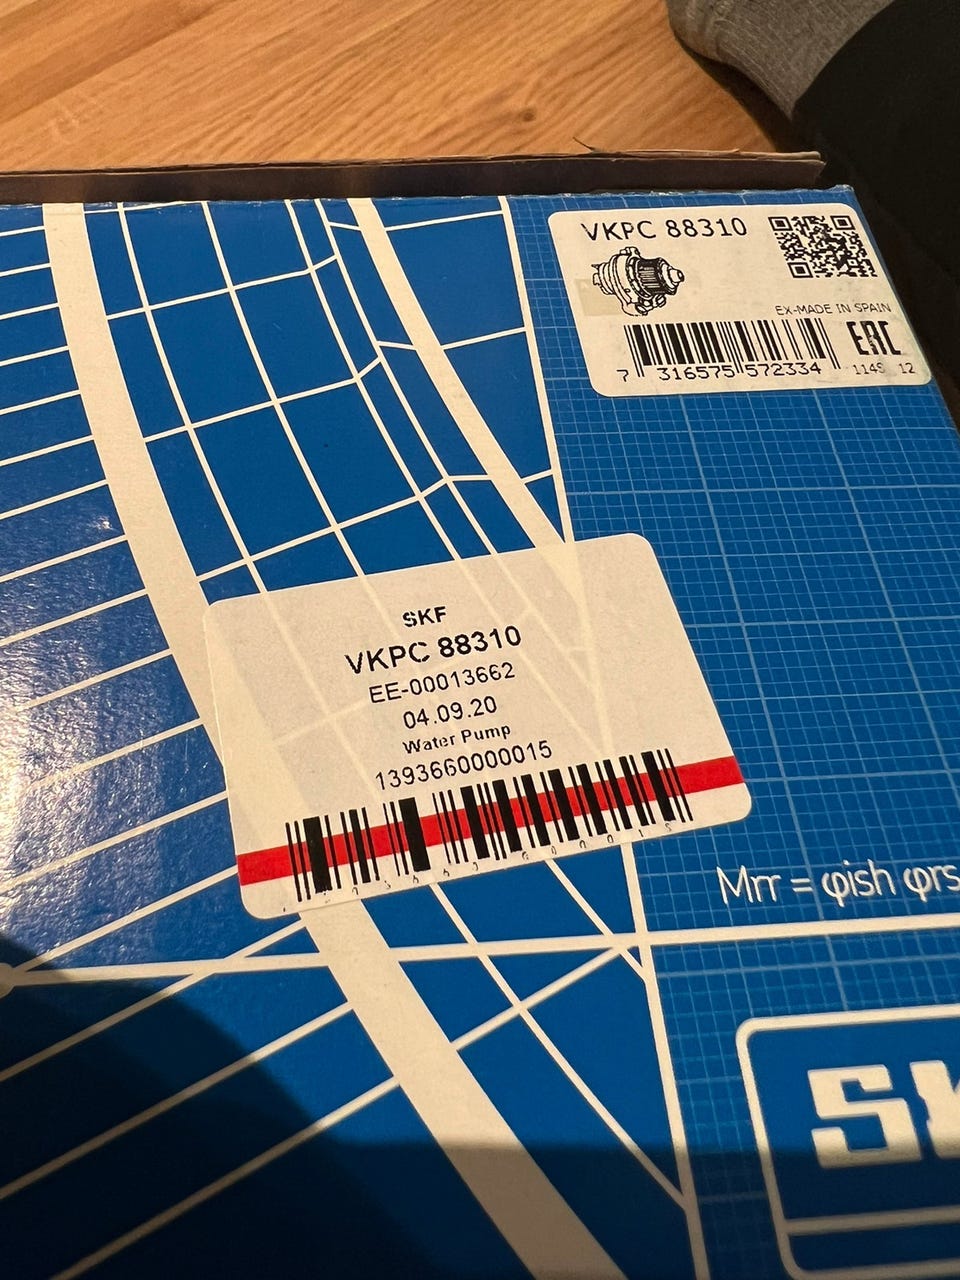 VKPC 88310
EX-MADE IN SPAIN
EAC
7 316575 572334
12
SKF
VKPC 88310
EE-00013662
04.09.20
Water Pump
1393660000015
Mrr = φish φrs